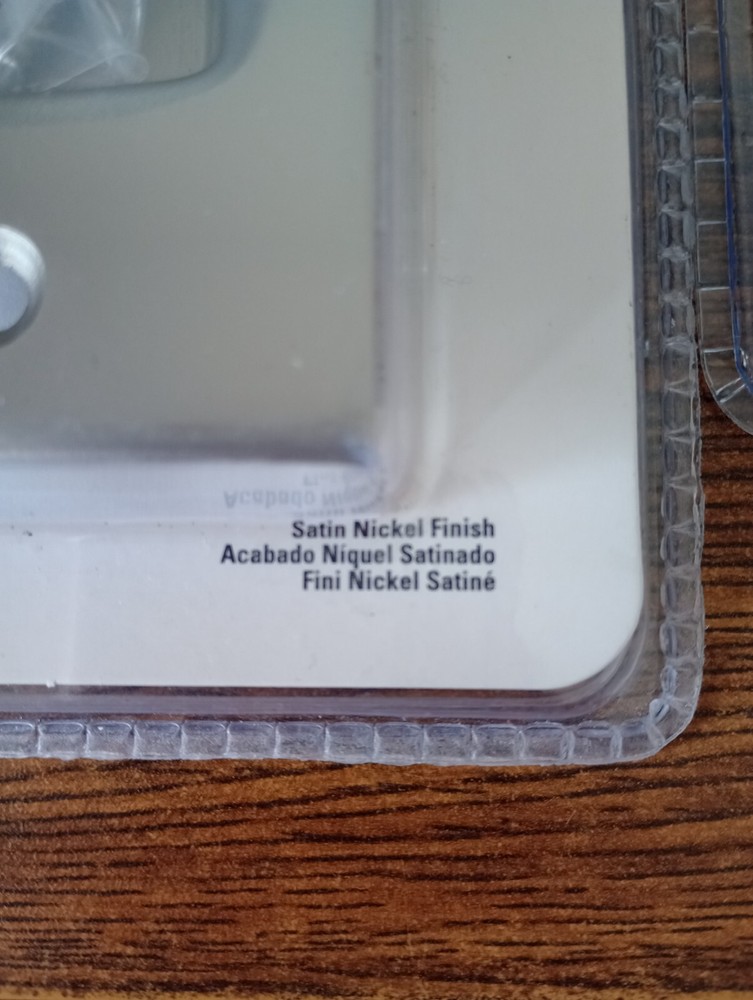 Satin Nickel Finish
Acabado Níquel Satinado
Fini Nickel Satiné